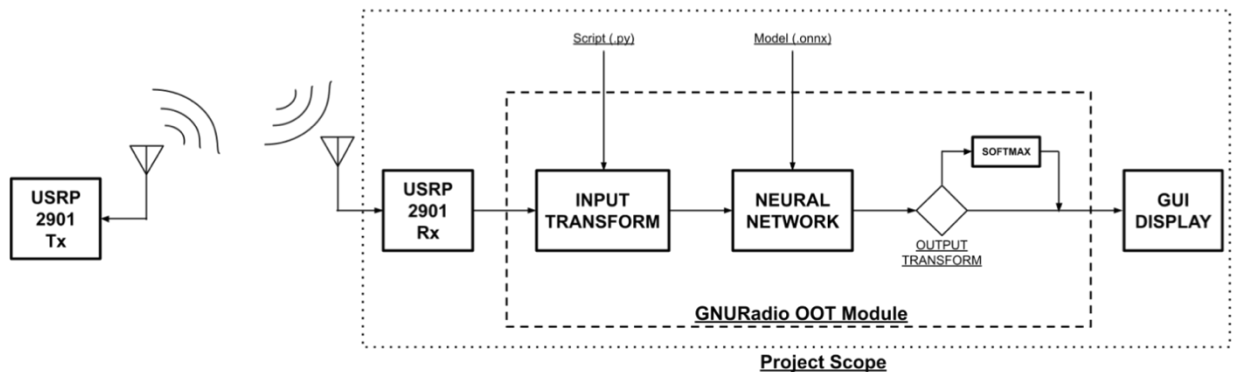 Script (.py)
Model (.onnx)
USRP
2901
Tx
USRP
2901
Rx
INPUT
TRANSFORM
NEURAL
NETWORK
SOFTMAX
OUTPUT
TRANSFORM
GUI
DISPLAY
GNURadio OOT Module
Project Scope